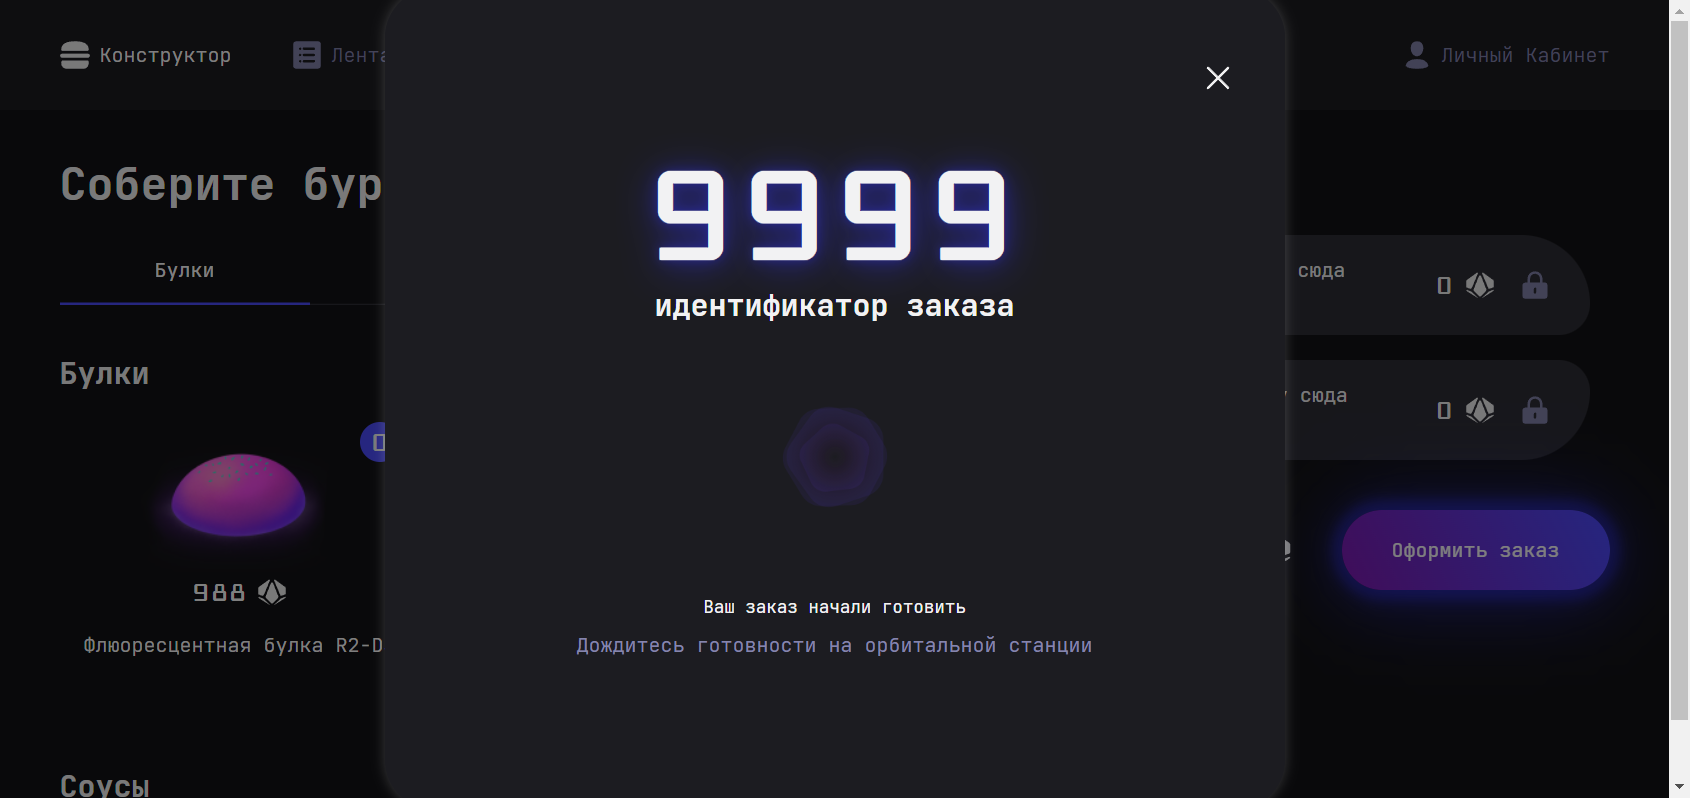 Конструктор
Лента
Личный Кабинет
Соберите бур
Булки
сюда
0
Булки
сюда
0
0
Оформить заказ
988
Флюоресцентная булка R2-D
Соусы
9999
идентификатор заказа
Ваш заказ начали готовить
Дождитесь готовности на орбитальной станции